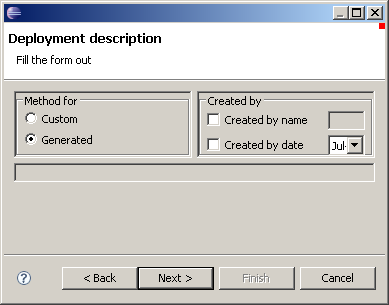 Deployment description
Fill the form out
Method for
Custom
Generated
Created by
Created by name
Created by date
Jul
? < Back Next > Finish Cancel